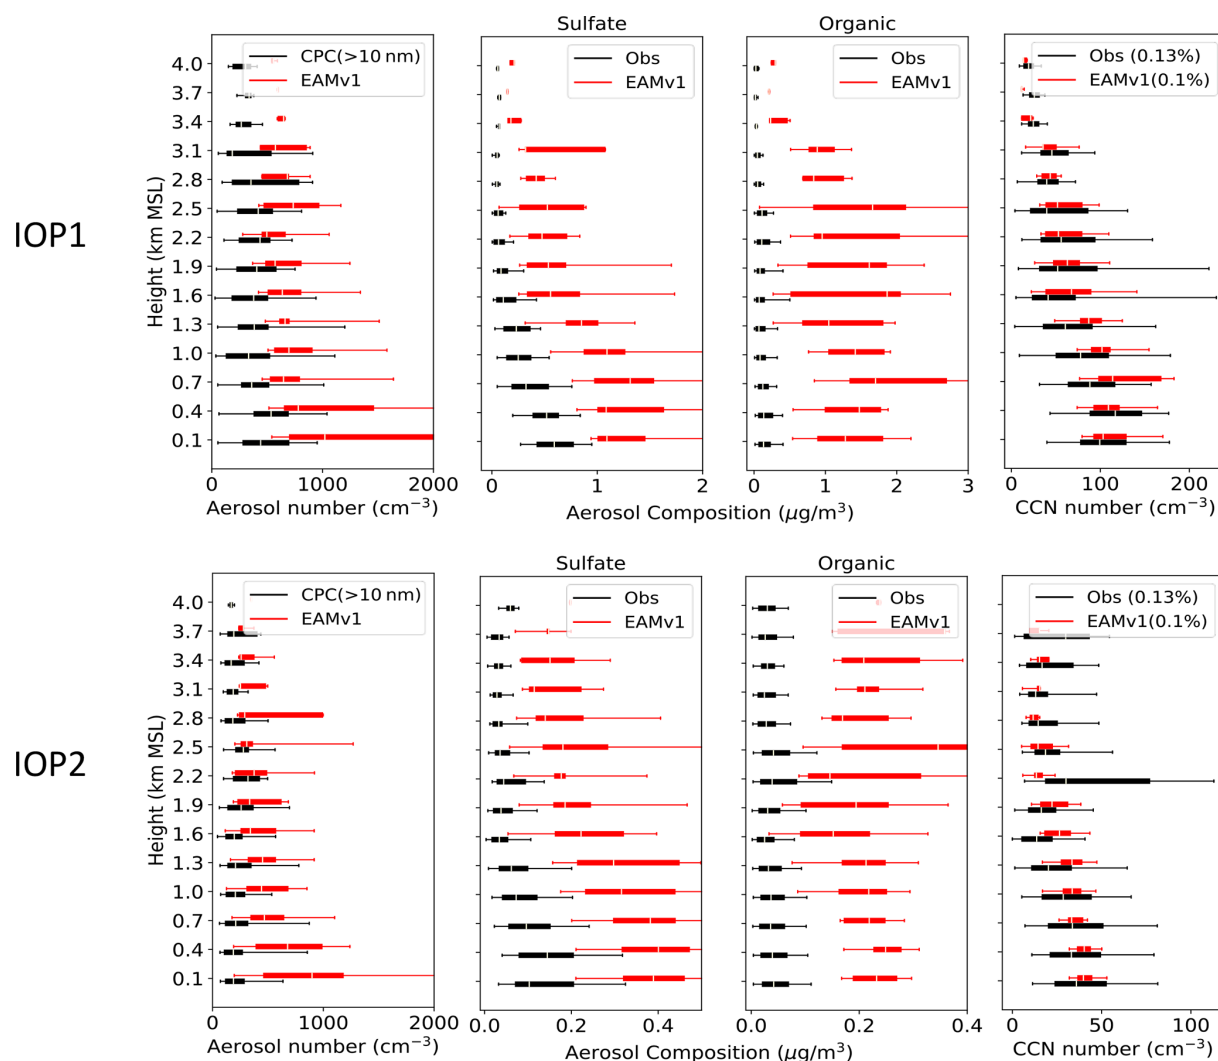 IOP1
Height (km MSL)
4.0
3.7
3.4
3.1
2.8
2.5
2.2
1.9
1.6
1.3
1.0
0.7
0.4
0.1
CPC(>10 nm)
EAMv1
0 1000 2000
Aerosol number (cm⁻³)
Sulfate
Obs
EAMv1
0 1 2
Organic
Obs
EAMv1
0 1 2 3
Aerosol Composition (μg/m³)
Obs (0.13%)
EAMv1(0.1%)
0 100 200
CCN number (cm⁻³)
IOP2
Height (km MSL)
4.0
3.7
3.4
3.1
2.8
2.5
2.2
1.9
1.6
1.3
1.0
0.7
0.4
0.1
CPC(>10 nm)
EAMv1
0 1000 2000
Aerosol number (cm⁻³)
Sulfate
Obs
EAMv1
0.0 0.2 0.4
Organic
Obs
EAMv1
0.0 0.2 0.4
Aerosol Composition (μg/m³)
Obs (0.13%)
EAMv1(0.1%)
0 50 100
CCN number (cm⁻³)